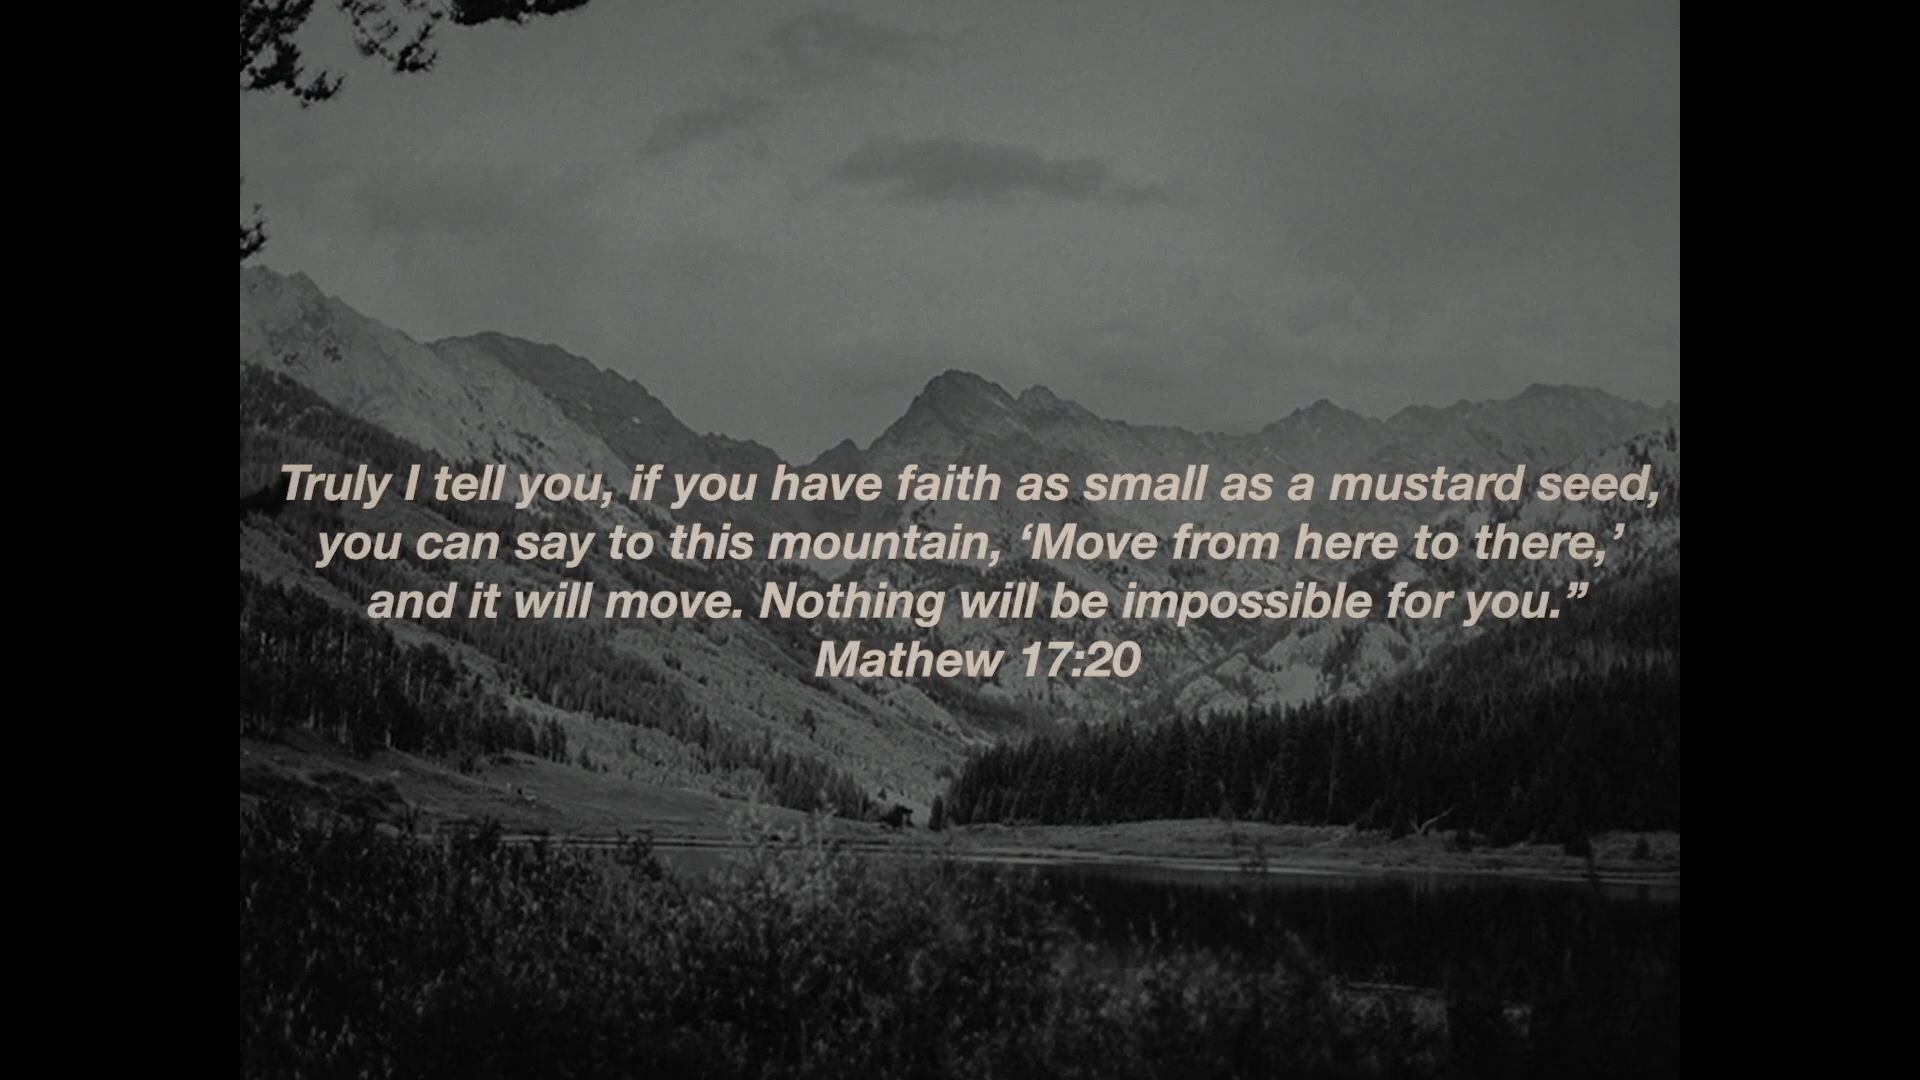 Truly I tell you, if you have faith as small as a mustard seed,
you can say to this mountain, ‘Move from here to there,’
and it will move. Nothing will be impossible for you.”
Mathew 17:20